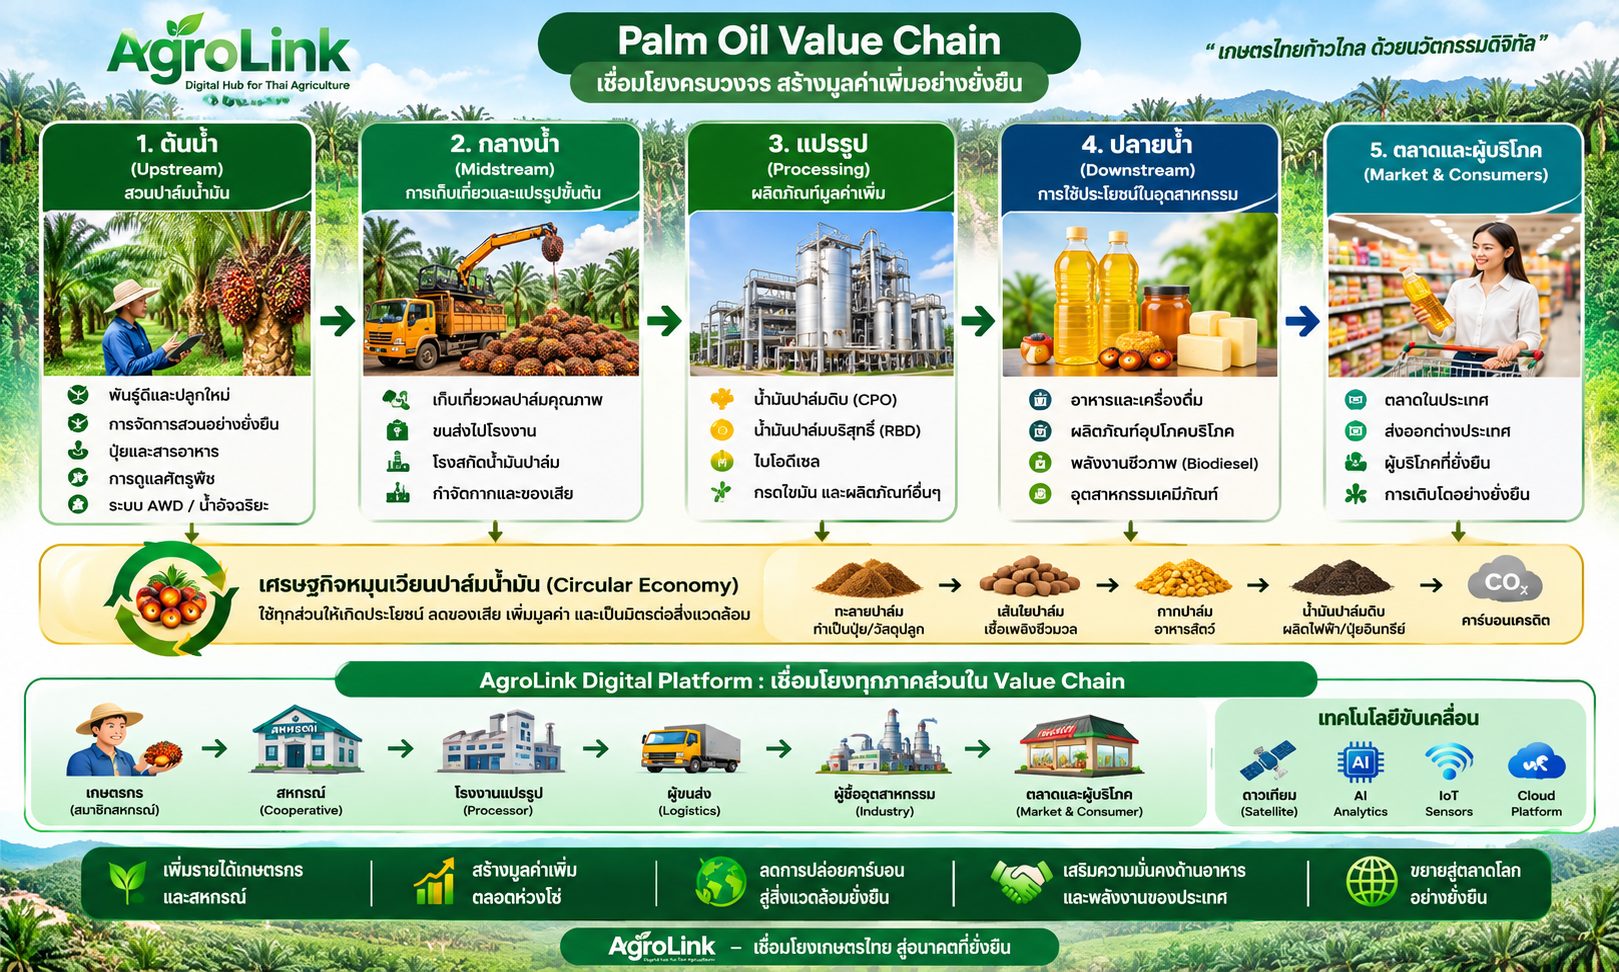 AgroLink
Digital Hub for Thai Agriculture
Palm Oil Value Chain
เชื่อมโยงครบวงจร สร้างมูลค่าเพิ่มอย่างยั่งยืน
“เกษตรไทยก้าวไกล ด้วยนวัตกรรมดิจิทัล”
1. ต้นน้ำ
(Upstream)
สวนปาล์มน้ำมัน
พันธุ์ดีและปลูกใหม่
การจัดการสวนอย่างยั่งยืน
ปุ๋ยและสารอาหาร
การดูแลศัตรูพืช
ระบบ AWD / น้ำอัจฉริยะ
2. กลางน้ำ
(Midstream)
การเก็บเกี่ยวและแปรรูปขั้นต้น
เก็บเกี่ยวผลปาล์มคุณภาพ
ขนส่งไปโรงงาน
โรงสกัดน้ำมันปาล์ม
กำจัดกากและของเสีย
3. แปรรูป
(Processing)
ผลิตภัณฑ์มูลค่าเพิ่ม
น้ำมันปาล์มดิบ (CPO)
น้ำมันปาล์มบริสุทธิ์ (RBD)
ไบโอดีเซล
กรดไขมัน และผลิตภัณฑ์อื่นๆ
4. ปลายน้ำ
(Downstream)
การใช้ประโยชน์ในอุตสาหกรรม
อาหารและเครื่องดื่ม
ผลิตภัณฑ์อุปโภคบริโภค
พลังงานชีวภาพ (Biodiesel)
อุตสาหกรรมเคมีภัณฑ์
5. ตลาดและผู้บริโภค
(Market & Consumers)
ตลาดในประเทศ
ส่งออกต่างประเทศ
ผู้บริโภคที่ยั่งยืน
การเติบโตอย่างยั่งยืน
เศรษฐกิจหมุนเวียนปาล์มน้ำมัน (Circular Economy)
ใช้ทุกส่วนให้เกิดประโยชน์ ลดของเสีย เพิ่มมูลค่า และเป็นมิตรต่อสิ่งแวดล้อม
ทะลายปาล์ม
ทำเป็นปุ๋ย/วัสดุปลูก
เส้นใยปาล์ม
เชื้อเพลิงชีวมวล
กากปาล์ม
อาหารสัตว์
น้ำมันปาล์มดิบ
ผลิตไฟฟ้า/ปุ๋ยอินทรีย์
COx
คาร์บอนเครดิต
AgroLink Digital Platform : เชื่อมโยงทุกภาคส่วนใน Value Chain
เกษตรกร
(สมาชิกสหกรณ์)
สหกรณ์
(Cooperative)
โรงงานแปรรูป
(Processor)
ผู้ขนส่ง
(Logistics)
ผู้ซื้ออุตสาหกรรม
(Industry)
ตลาดและผู้บริโภค
(Market & Consumer)
เทคโนโลยีขับเคลื่อน
ดาวเทียม
(Satellite)
AI
AI
Analytics
IoT
Sensors
Cloud
Platform
เพิ่มรายได้เกษตรกร
และสหกรณ์
สร้างมูลค่าเพิ่ม
ตลอดห่วงโซ่
ลดการปล่อยคาร์บอน
สู่สิ่งแวดล้อมยั่งยืน
เสริมความมั่นคงด้านอาหาร
และพลังงานของประเทศ
ขยายสู่ตลาดโลก
อย่างยั่งยืน
AgroLink – เชื่อมโยงเกษตรไทย สู่อนาคตที่ยั่งยืน